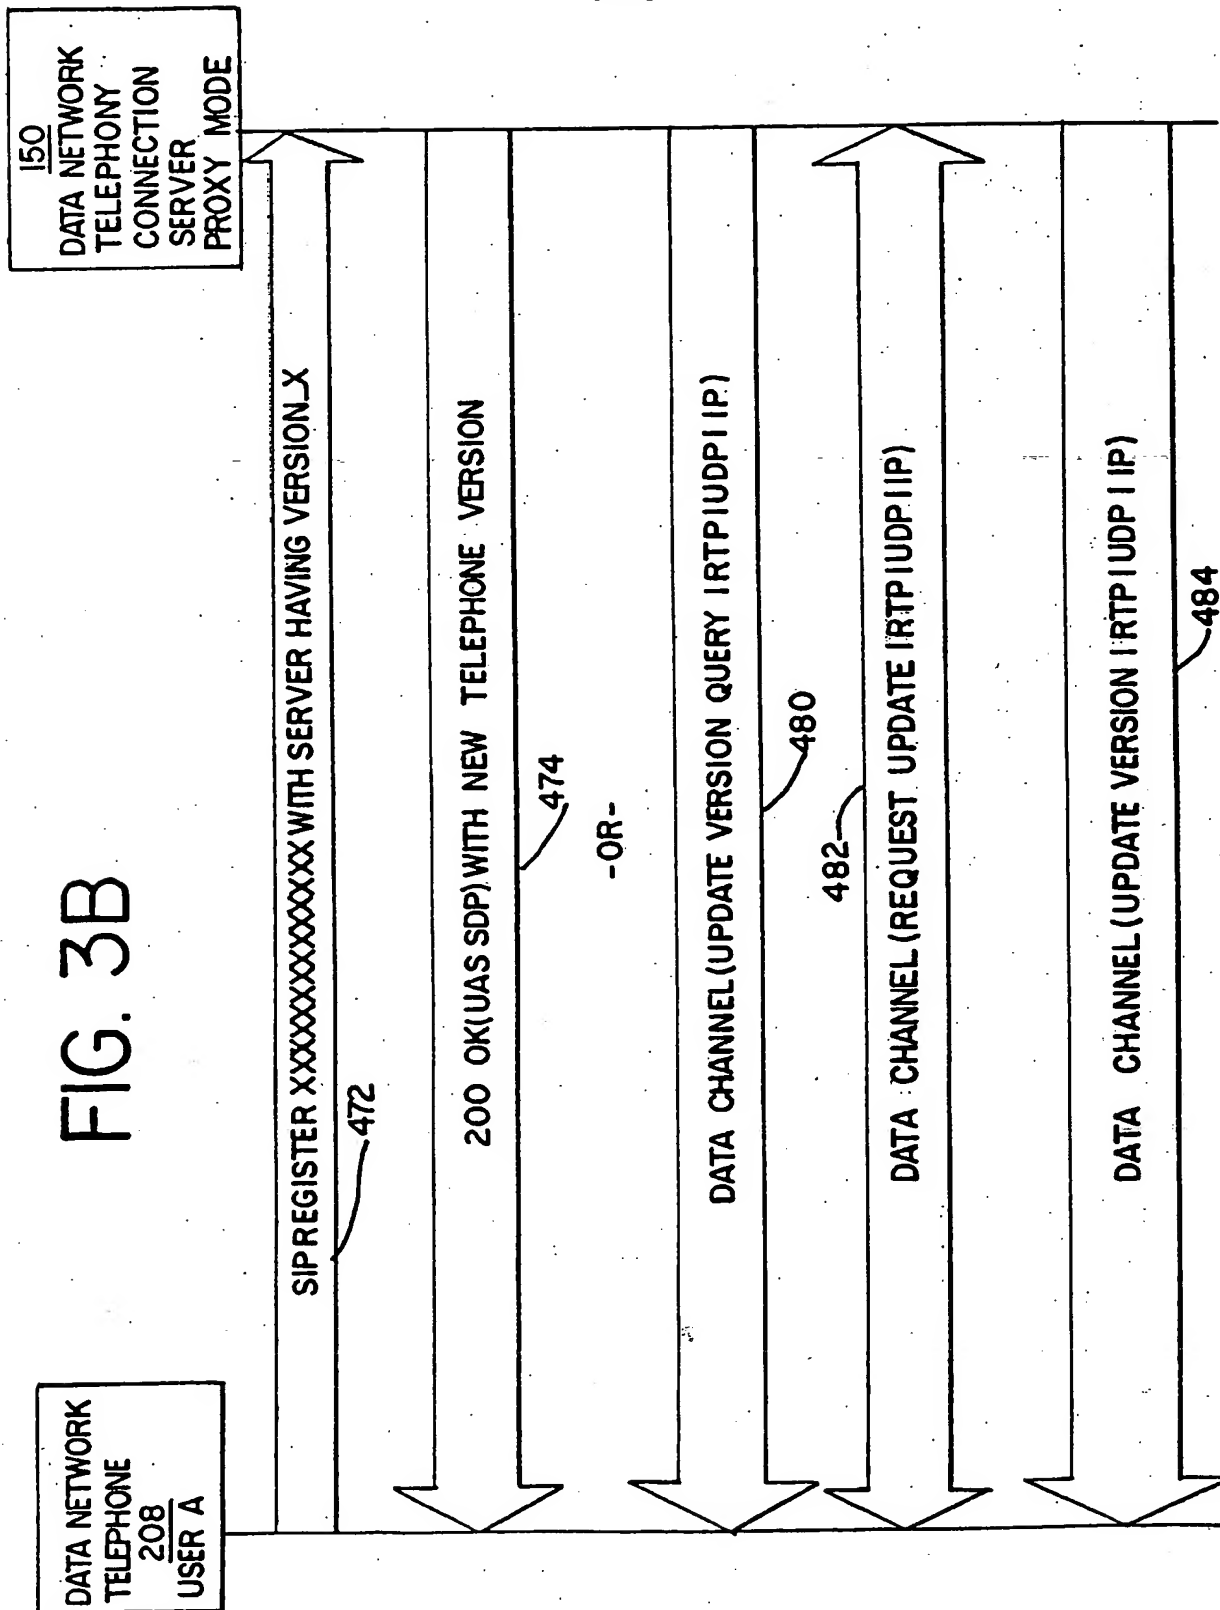 FIG. 3B
DATA NETWORK
TELEPHONE
208
USER A
150
DATA NETWORK
TELEPHONY
CONNECTION
SERVER
PROXY MODE
SIP REGISTER XXXXXXXXXXXXX WITH SERVER HAVING VERSION_X
472
200 OK(UAS SDP) WITH NEW TELEPHONE VERSION
474
-OR-
DATA CHANNEL(UPDATE VERSION QUERY |RTP|UDP|IP)
480
482
DATA CHANNEL(REQUEST UPDATE|RTP|UDP|IP)
DATA CHANNEL(UPDATE VERSION|RTP|UDP|IP)
484